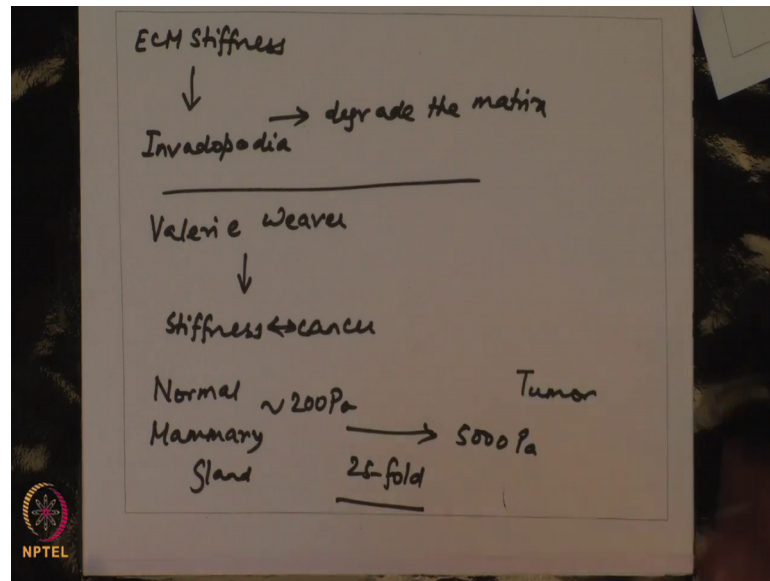 ECM Stiffness
↓
Invadopodia → degrade the matrix
Valerie Weaver
↓
Stiffness ↔ cancer
Normal ~200Pa Tumor
Mammary → 5000 Pa
Gland 25-fold
NPTEL